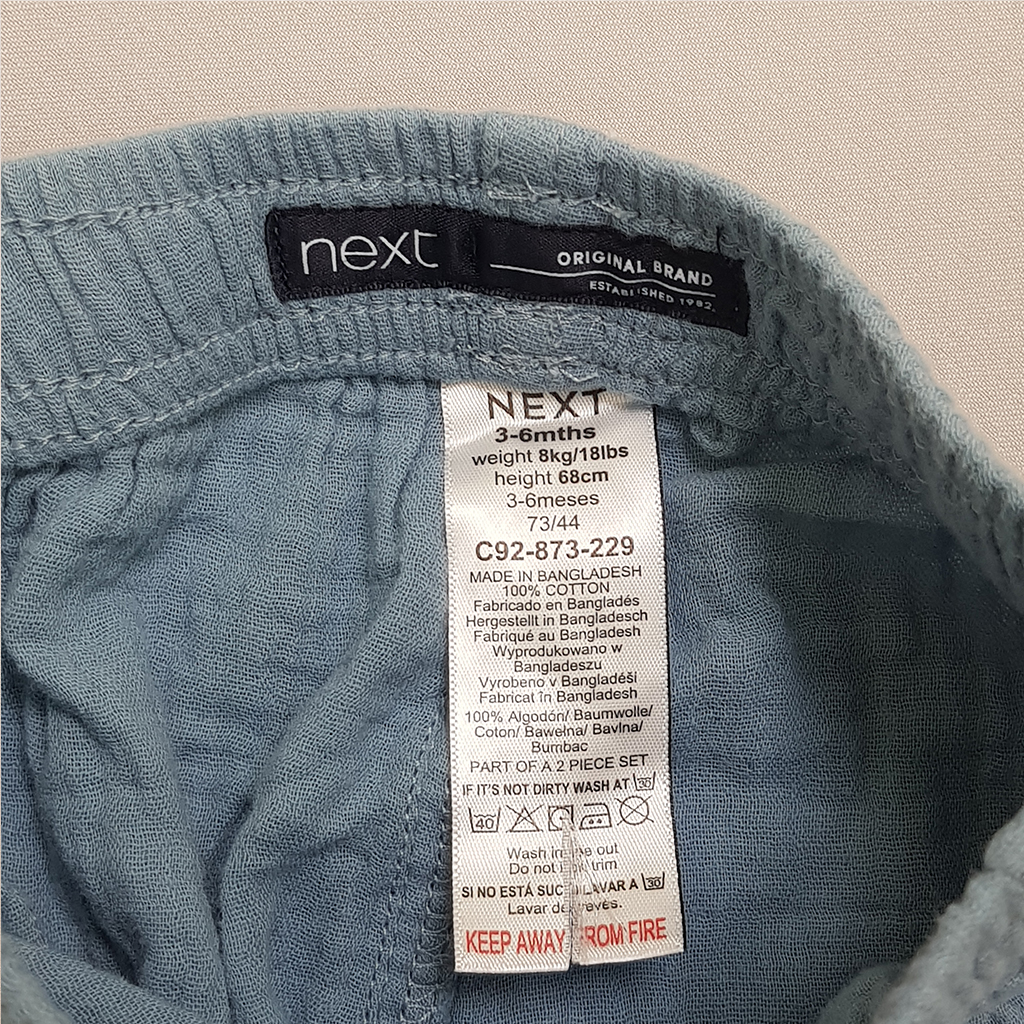 next
ORIGINAL BRAND
ESTABLISHED 1982.
NEXT
3-6mths
weight 8kg/18lbs
height 68cm
3-6meses
73/44
C92-873-229
MADE IN BANGLADESH
100% COTTON
Fabricado en Bangladés
Hergestellt in Bangladesch
Fabriqué au Bangladesh
Wyprodukowano w
Bangladeszu
Vyrobeno v Bangladéši
Fabricat în Bangladesh
100% Algodón/ Baumwolle/
Coton/ Bawełna/ Bavlna/
Bumbac
PART OF A 2 PIECE SET
IF IT'S NOT DIRTY WASH AT 30
40
Wash out
Do not trim
SI NO ESTÁ LAVAR A 30
Lavar revés.
KEEP AWAY FROM FIRE